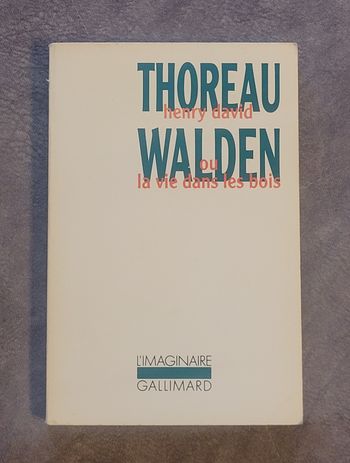 THOREAU
henry david
WALDEN
ou
la vie dans les bois
L'IMAGINAIRE
GALLIMARD